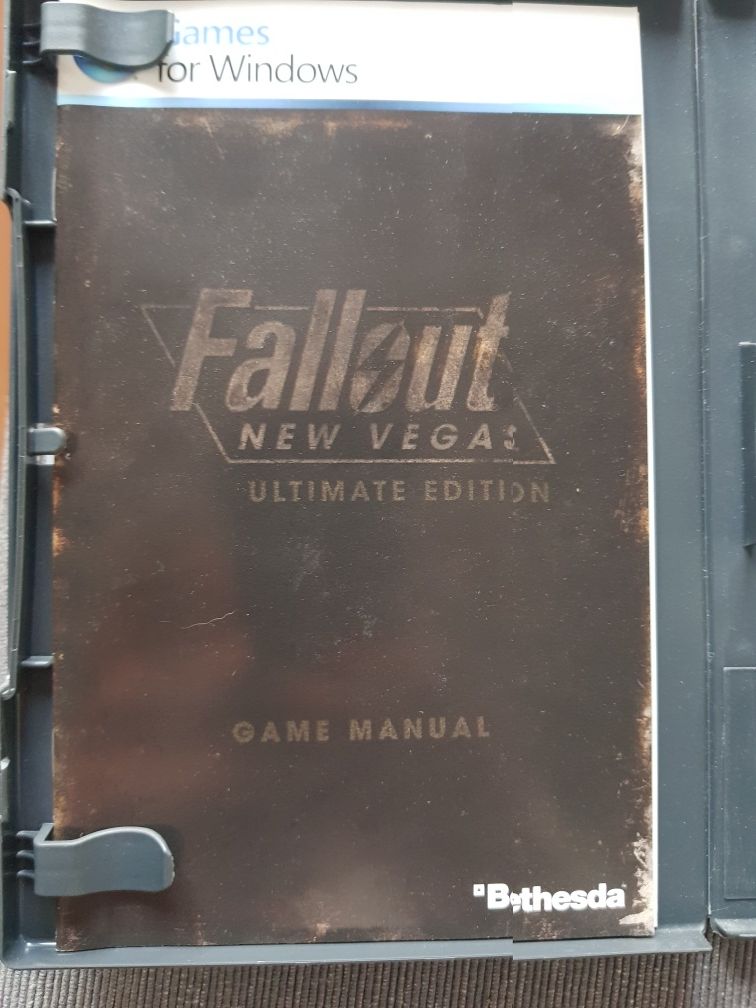 Games
for Windows
Fallout
NEW VEGAS
ULTIMATE EDITION
GAME MANUAL
Bethesda